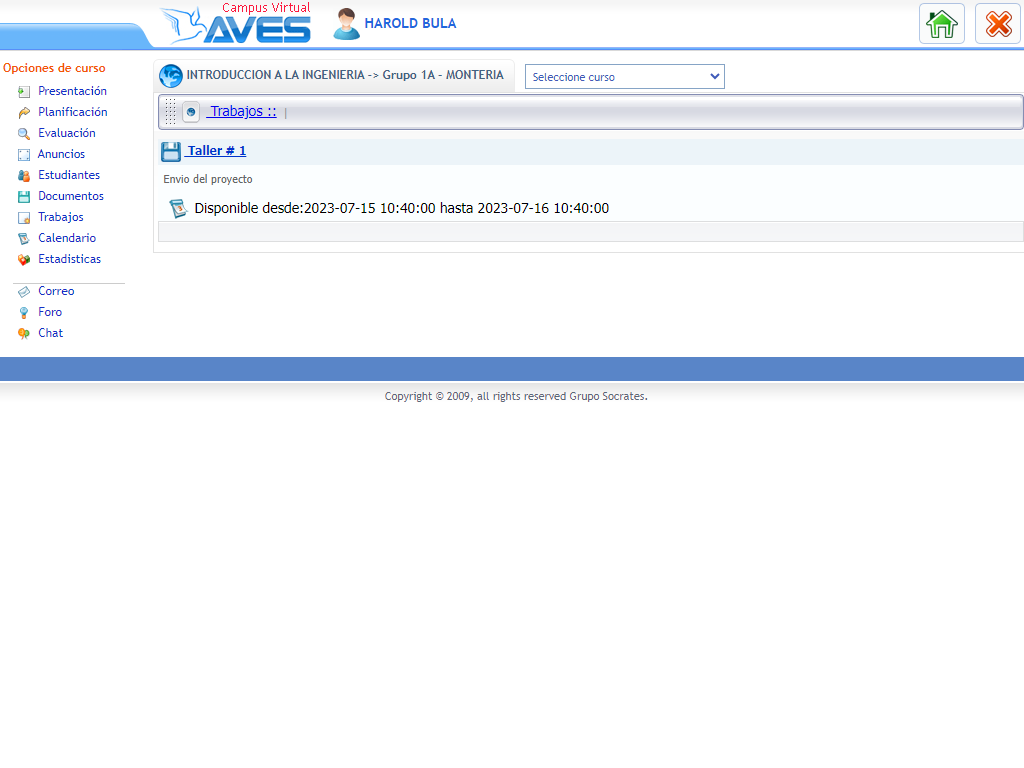 Campus Virtual
AVES
HAROLD BULA
Opciones de curso
Presentación
Planificación
Evaluación
Anuncios
Estudiantes
Documentos
Trabajos
Calendario
Estadísticas
Correo
Foro
Chat
INTRODUCCION A LA INGENIERIA -> Grupo 1A - MONTERIA
Seleccione curso
Trabajos :: |
Taller # 1
Envio del proyecto
Disponible desde:2023-07-15 10:40:00 hasta 2023-07-16 10:40:00
Copyright © 2009, all rights reserved Grupo Socrates.